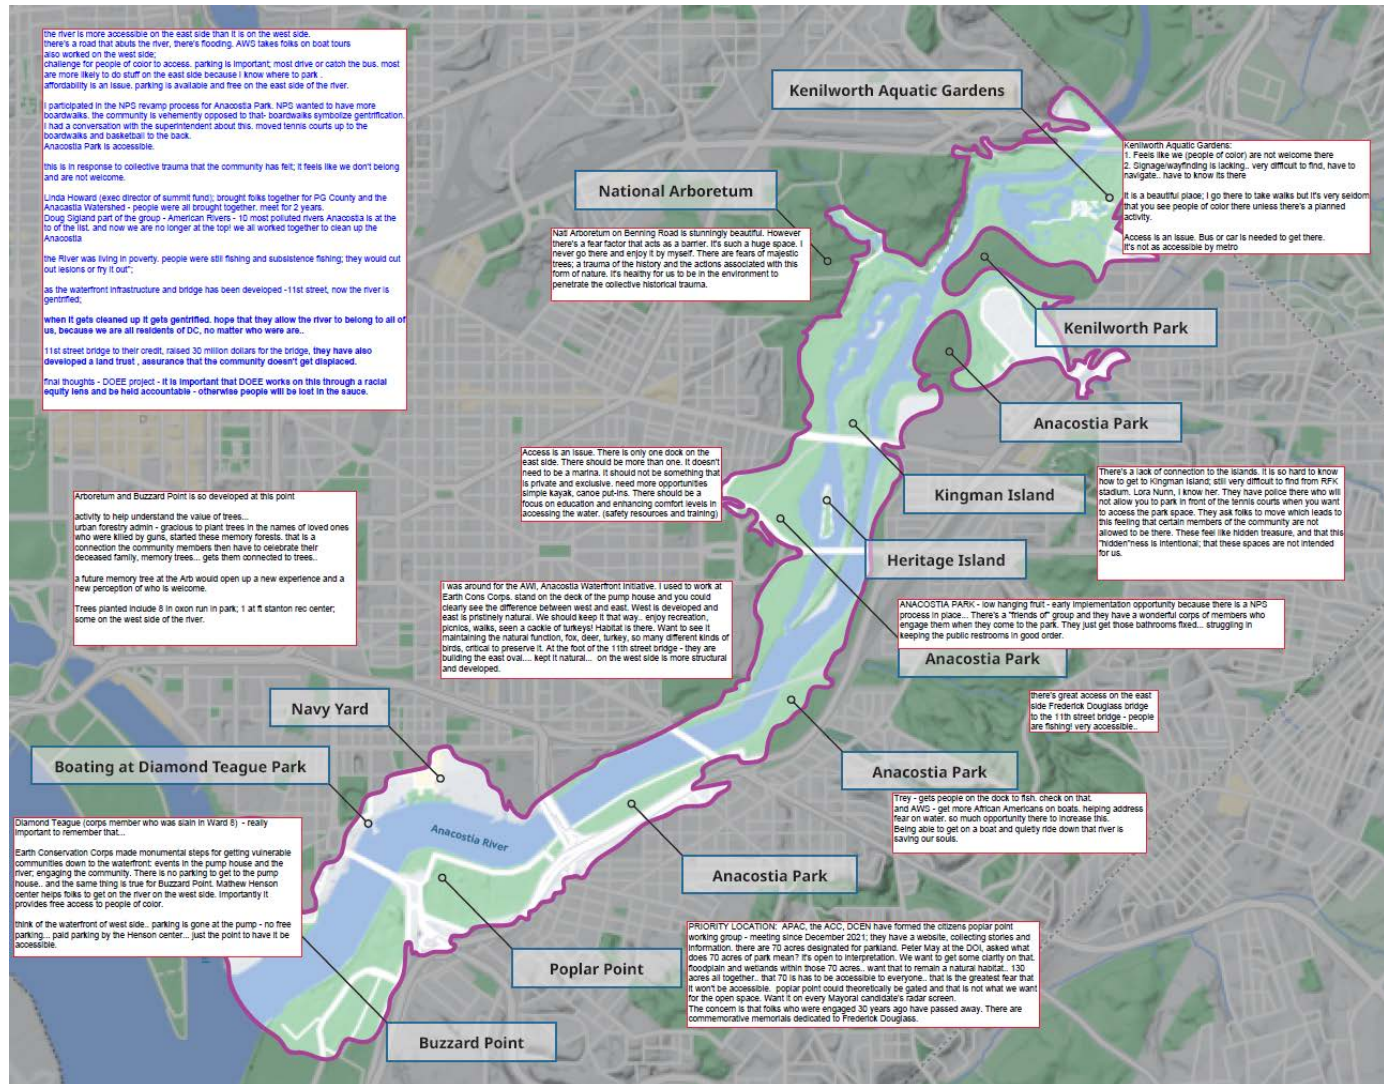 the river is more accessible on the east side than it is on the west side.
there's a road that abuts the river, there's flooding. AWS takes folks on boat tours
also worked on the west side;
challenge for people of color to access. parking is important; most drive or catch the bus. most
are more likely to do stuff on the east side because I know where to park .
affordability is an issue. parking is available and free on the east side of the river.
I participated in the NPS revamp process for Anacostia Park. NPS wanted to have more
boardwalks. the community is vehemently opposed to that- boardwalks symbolize gentrification.
I had a conversation with the superintendent about this. moved tennis courts up to the
boardwalks and basketball to the back.
Anacostia Park is accessible.
this is in response to collective trauma that the community has felt; it feels like we don't belong
and are not welcome.
Linda Howard (exec director of summit fund); brought folks together for PG County and the
Anacastia Watershed - people were all brought together. meet for 2 years.
Doug Sigland part of the group - American Rivers - 10 most polluted rivers Anacostia is at the
to of the list. and now we are no longer at the top! we all worked together to clean up the
Anacostia
the River was living in poverty. people were still fishing and subsistence fishing; they would cut
out lesions or fry it out";
as the waterfront infrastructure and bridge has been developed -11st street, now the river is
gentrified;
when it gets cleaned up it gets gentrified. hope that they allow the river to belong to all of
us, because we are all residents of DC, no matter who were are..
11st street bridge to their credit, raised 30 million dollars for the bridge, they have also
developed a land trust , assurance that the community doesn't get displaced.
final thoughts - DOEE project - it is important that DOEE works on this through a racial
equity lens and be held accountable - otherwise people will be lost in the sauce.
Kenilworth Aquatic Gardens
Kenilworth Aquatic Gardens:
1. Feels like we (people of color) are not welcome there
2. Signage/wayfinding is lacking.. very difficult to find, have to
navigate.. have to know its there
It is a beautiful place; I go there to take walks but it's very seldom
that you see people of color there unless there's a planned
activity.
Access is an issue. Bus or car is needed to get there.
it's not as accessible by metro
National Arboretum
Natl Arboretum on Benning Road is stunningly beautiful. However
there's a fear factor that acts as a barrier. It's such a huge space. I
never go there and enjoy it by myself. There are fears of majestic
trees; a trauma of the history and the actions associated with this
form of nature. It's healthy for us to be in the environment to
penetrate the collective historical trauma.
Kenilworth Park
Anacostia Park
Access is an issue. There is only one dock on the
east side. There should be more than one. It doesn't
need to be a marina. It should not be something that
is private and exclusive. need more opportunities
simple kayak, canoe put-ins. There should be a
focus on education and enhancing comfort levels in
accessing the water. (safety resources and training)
Kingman Island
There's a lack of connection to the islands. It is so hard to know
how to get to Kingman Island; still very difficult to find from RFK
stadium. Lora Nunn, I know her. They have police there who will
not allow you to park in front of the tennis courts when you want
to access the park space. They ask folks to move which leads to
this feeling that certain members of the community are not
allowed to be there. These feel like hidden treasure, and that this
"hidden"ness is intentional; that these spaces are not intended
for us.
Arboretum and Buzzard Point is so developed at this point
activity to help understand the value of trees...
urban forestry admin - gracious to plant trees in the names of loved ones
who were killed by guns, started these memory forests. that is a
connection the community members then have to celebrate their
deceased family, memory trees... gets them connected to trees..
a future memory tree at the Arb would open up a new experience and a
new perception of who is welcome.
Trees planted include 8 in oxon run in park; 1 at ft stanton rec center;
some on the west side of the river.
Heritage Island
I was around for the AWI, Anacostia Waterfront Initiative. I used to work at
Earth Cons Corps. stand on the deck of the pump house and you could
clearly see the difference between west and east. West is developed and
east is pristinely natural. We should keep it that way.. enjoy recreation,
picnics, walks, seen a cackle of turkeys! Habitat is there. Want to see it
maintaining the natural function, fox, deer, turkey, so many different kinds of
birds, critical to preserve it. At the foot of the 11th street bridge - they are
building the east oval.... kept it natural... on the west side is more structural
and developed.
ANACOSTIA PARK - low hanging fruit - early implementation opportunity because there is a NPS
process in place... There's a "friends of" group and they have a wonderful corps of members who
engage them when they come to the park. They just get those bathrooms fixed... struggling in
keeping the public restrooms in good order.
Anacostia Park
there's great access on the east
side Frederick Douglass bridge
to the 11th street bridge - people
are fishing! very accessible..
Navy Yard
Boating at Diamond Teague Park
Anacostia Park
Trey - gets people on the dock to fish. check on that.
and AWS - get more African Americans on boats. helping address
fear on water. so much opportunity there to increase this.
Being able to get on a boat and quietly ride down that river is
saving our souls.
Anacostia River
Diamond Teague (corps member who was slain in Ward 8) - really
important to remember that...
Earth Conservation Corps made monumental steps for getting vulnerable
communities down to the waterfront: events in the pump house and the
river; engaging the community. There is no parking to get to the pump
house.. and the same thing is true for Buzzard Point. Mathew Henson
center helps folks to get on the river on the west side. Importantly it
provides free access to people of color.
think of the waterfront of west side.. parking is gone at the pump - no free
parking... paid parking by the Henson center... just the point to have it be
accessible.
Anacostia Park
Poplar Point
PRIORITY LOCATION: APAC, the ACC, DCEN have formed the citizens poplar point
working group - meeting since December 2021; they have a website, collecting stories and
information. there are 70 acres designated for parkland. Peter May at the DOI, asked what
does 70 acres of park mean? It's open to interpretation. We want to get some clarity on that.
floodplain and wetlands within those 70 acres.. want that to remain a natural habitat.. 130
acres all together.. that 70 is has to be accessible to everyone.. that is the greatest fear that
it won't be accessible. poplar point could theoretically be gated and that is not what we want
for the open space. Want it on every Mayoral candidate's radar screen.
The concern is that folks who were engaged 30 years ago have passed away. There are
commemorative memorials dedicated to Frederick Douglass.
Buzzard Point